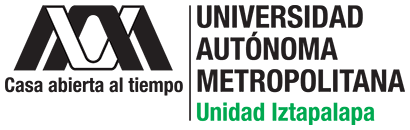 Casa abierta al tiempo
UNIVERSIDAD
AUTÓNOMA
METROPOLITANA
Unidad Iztapalapa